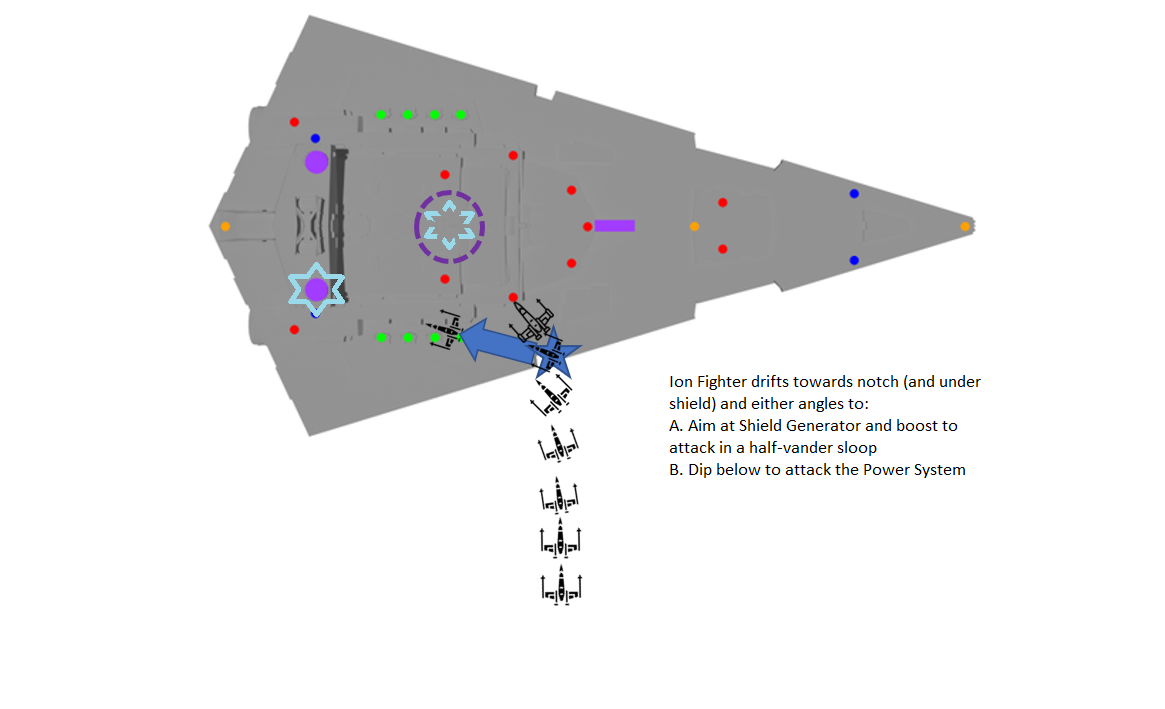 Ion Fighter drifts towards notch (and under
shield) and either angles to:
A. Aim at Shield Generator and boost to
attack in a half-vander sloop
B. Dip below to attack the Power System